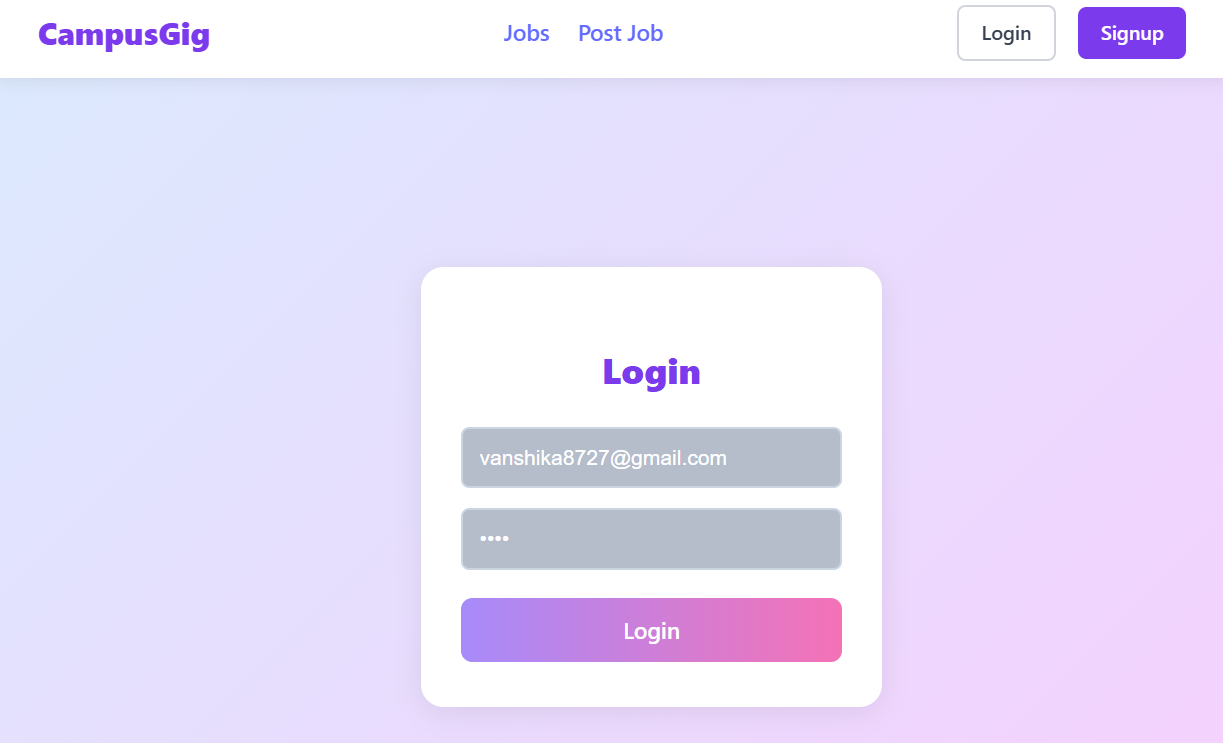 CampusGig
Jobs Post Job
Login Signup
Login
vanshika8727@gmail.com
••••
Login